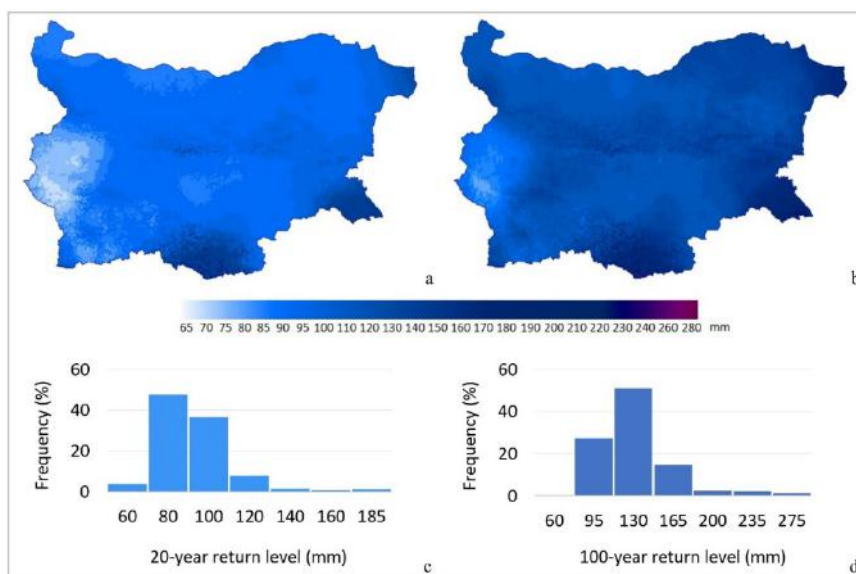 a
b
65 70 75 80 85 90 95 100 110 120 130 140 150 160 170 190 210 220 230 240 260 280 mm
60
40
20
0
Frequency (%)
60 80 100 120 140 160 185
20-year return level (mm)
c
60
40
20
0
Frequency (%)
60 95 130 165 200 235 275
100-year return level (mm)
d